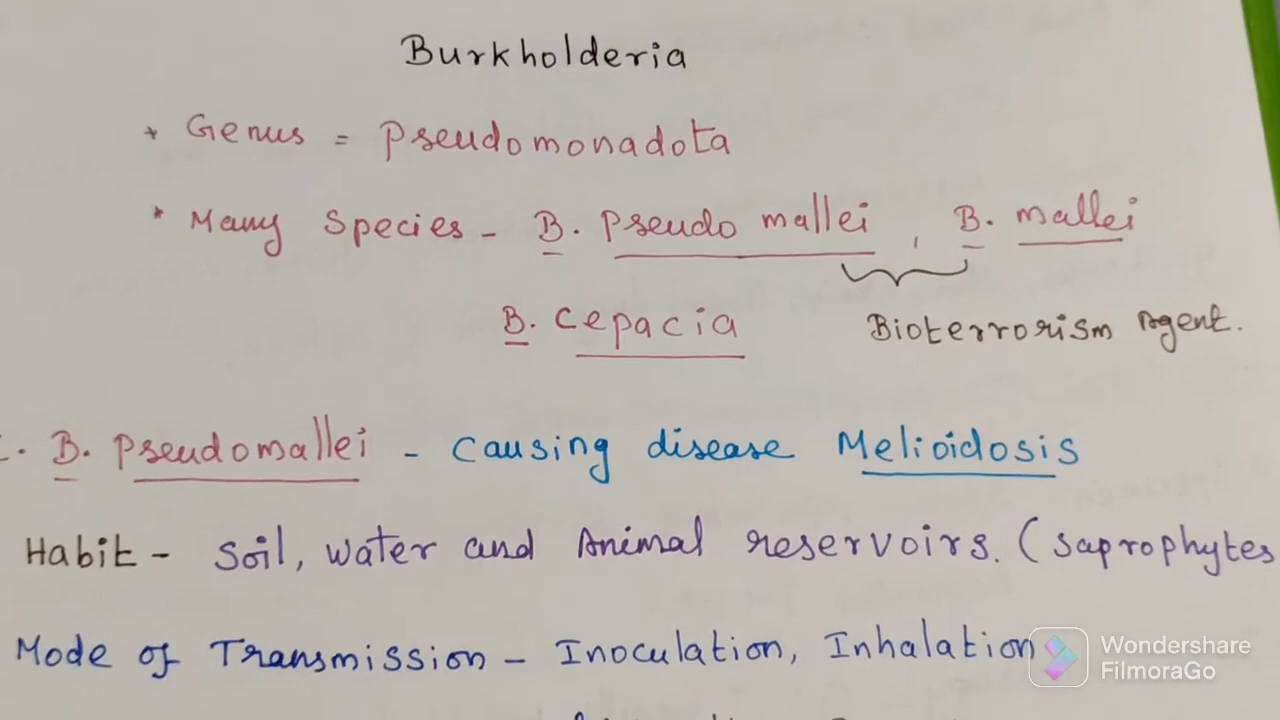 Burkholderia
* Genus = Pseudomonadota
* Many Species - B. Pseudo mallei, B. mallei
B. cepacia
Bioterrorism Agent.
B. Pseudomallei - Causing disease Melioidosis
Habit - Soil, water and Animal reservoirs. (Saprophytes
Mode of Transmission - Inoculation, Inhalation
Wondershare
FilmoraGo